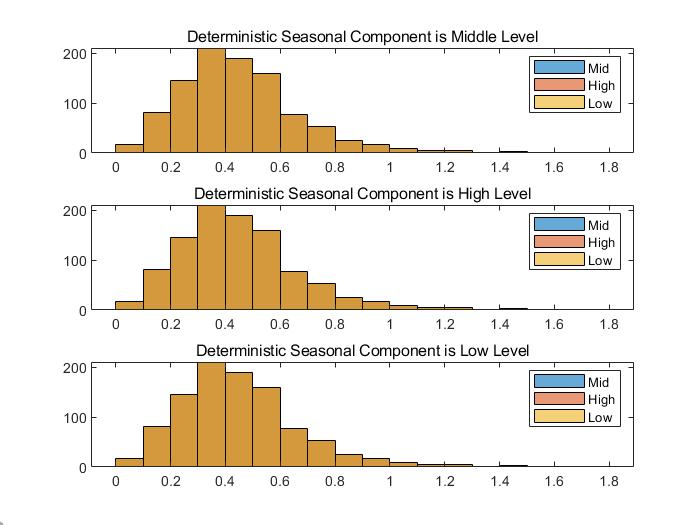 Deterministic Seasonal Component is Middle Level
200
100
0
Mid
High
Low
0 0.2 0.4 0.6 0.8 1 1.2 1.4 1.6 1.8
Deterministic Seasonal Component is High Level
200
100
0
Mid
High
Low
0 0.2 0.4 0.6 0.8 1 1.2 1.4 1.6 1.8
Deterministic Seasonal Component is Low Level
200
100
0
Mid
High
Low
0 0.2 0.4 0.6 0.8 1 1.2 1.4 1.6 1.8